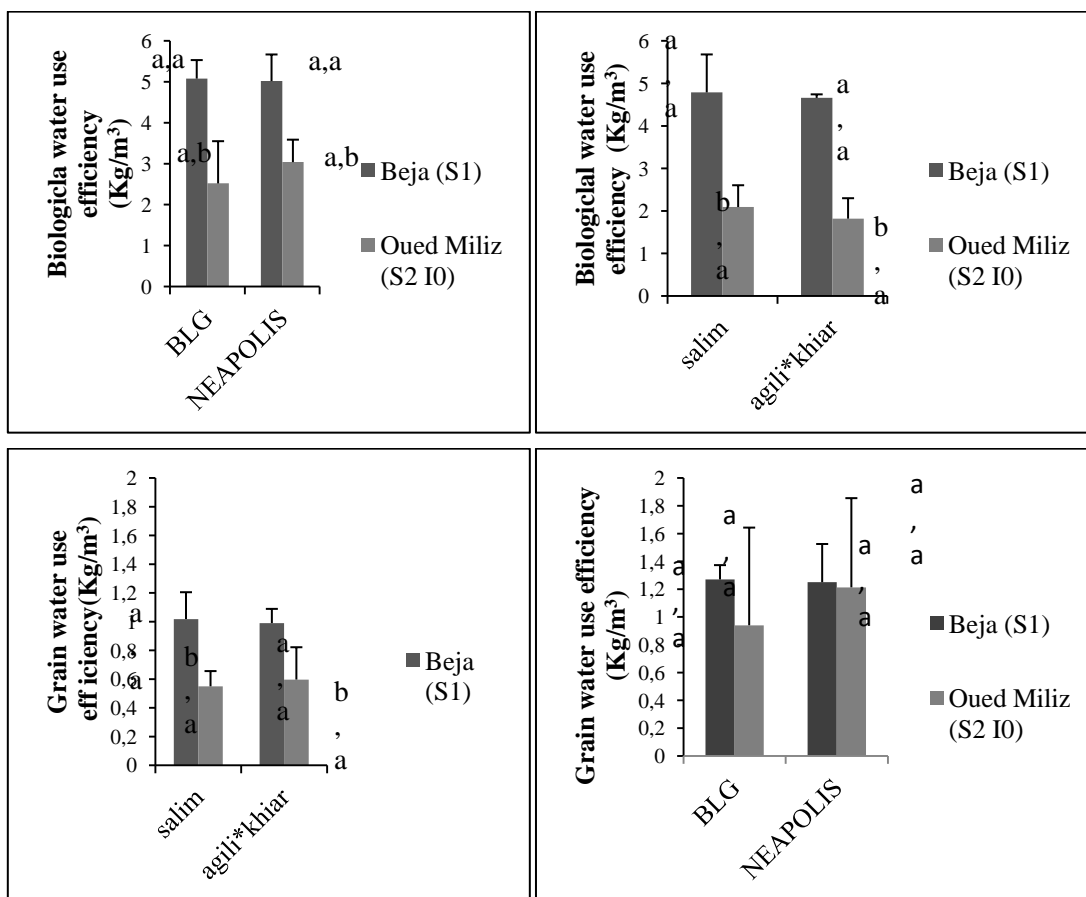 Biologicla water use
efficiency
(Kg/m³)
6
5
4
3
2
1
0
a,a
a,a
a,b
a,b
BLG
NEAPOLIS
Beja (S1)
Oued Miliz
(S2 I0)
Biologiclal water use
efficiency (Kg/m³)
6
5
4
3
2
1
0
a
,
a
a
,
a
b
,
a
b
,
a
salim
agili*khiar
Beja (S1)
Oued Miliz
(S2 I0)
Grain water use
eff iciency(Kg/m³)
2
1,8
1,6
1,4
1,2
1
0,8
0,6
0,4
0,2
0
a
,
a
b
,
a
a
,
a
b
,
a
salim
agili*khiar
Beja
(S1)
Grain water use efficiency
(Kg/m³)
2
1,8
1,6
1,4
1,2
1
0,8
0,6
0,4
0,2
0
a
,
a
a
,
a
a
,
a
a
,
a
BLG
NEAPOLIS
Beja (S1)
Oued Miliz
(S2 I0)